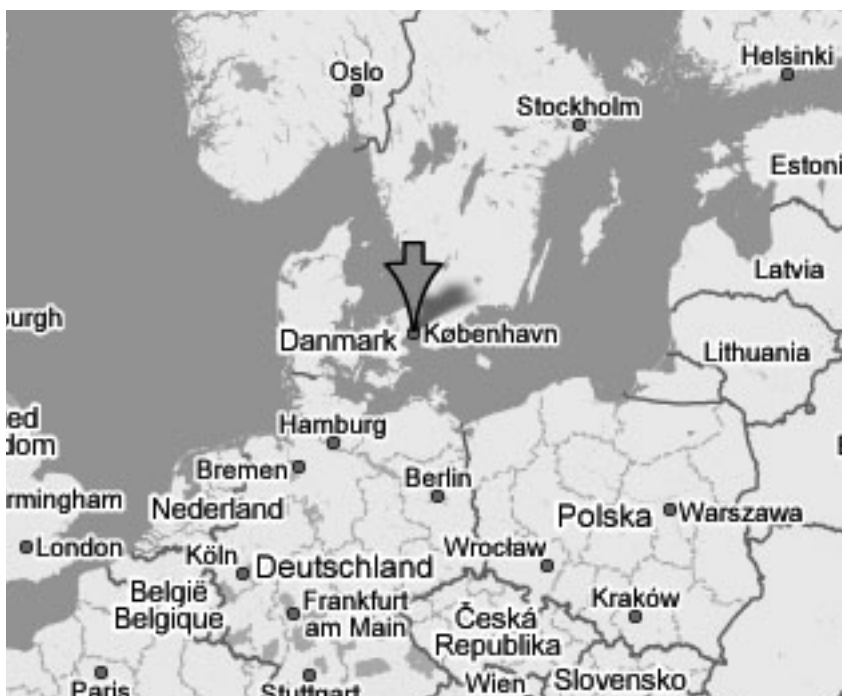 Helsinki
Oslo
Stockholm
Estoni
Latvia
burgh
Danmark
København
Lithuania
ed
dom
Hamburg
Bremen
Berlin
rmingham
Nederland
Polska
Warszawa
London
Köln
Wrocław
Deutschland
België
Belgique
Frankfurt
am Main
Česká
Republika
Kraków
Paris
Stuttgart
Wien
Slovensko